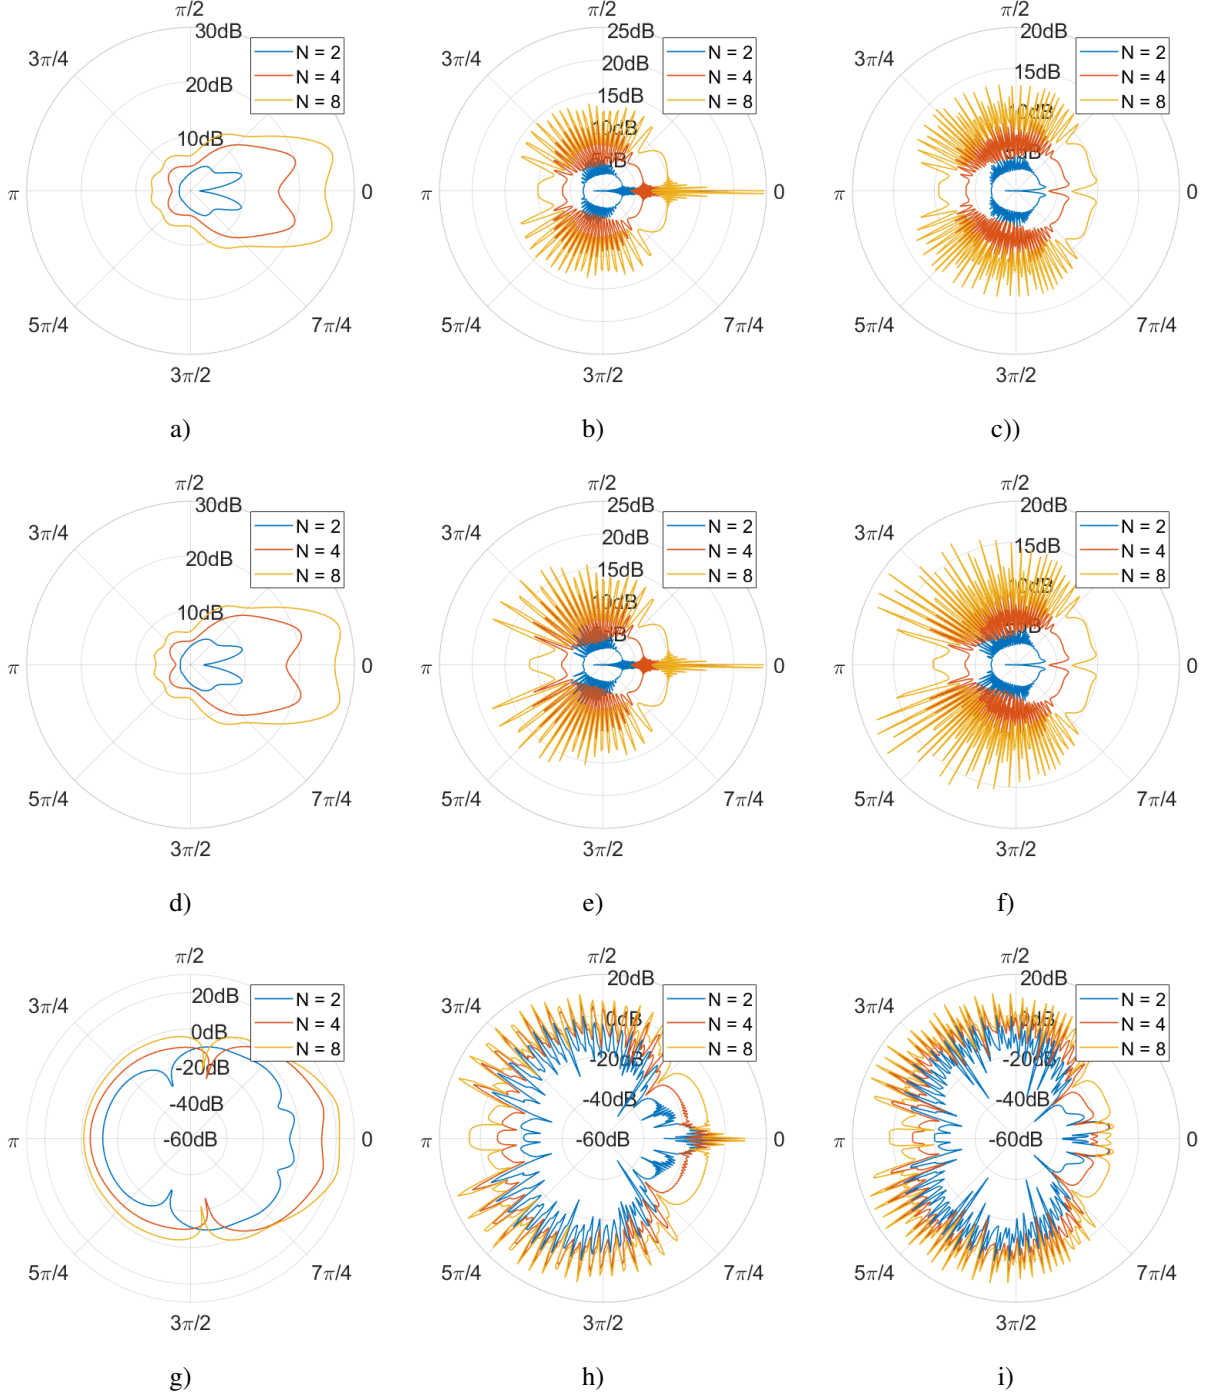 π/2 π/2 π/2
30dB 25dB 20dB
3π/4 N = 2 3π/4 N = 2 3π/4 N = 2
20dB N = 4 20dB N = 4 15dB N = 4
N = 8 15dB N = 8 N = 8
10dB 10dB 10dB
π 0 π 0 π 0
5π/4 7π/4 5π/4 7π/4 5π/4 7π/4
3π/2 3π/2 3π/2
a) b) c))
π/2 π/2 π/2
30dB 25dB 20dB
3π/4 N = 2 3π/4 N = 2 3π/4 N = 2
20dB N = 4 20dB N = 4 15dB N = 4
N = 8 15dB N = 8 N = 8
10dB 10dB 10dB
π 0 π 0 π 0
5π/4 7π/4 5π/4 7π/4 5π/4 7π/4
3π/2 3π/2 3π/2
d) e) f)
π/2 π/2 π/2
20dB 20dB
20dB N = 2 N = 2 N = 2
3π/4 3π/4 3π/4
0dB N = 4 0dB N = 4 0dB N = 4
N = 8 N = 8 N = 8
-20dB -20dB -20dB
-40dB -40dB -40dB
π -60dB 0 π -60dB 0 π -60dB 0
5π/4 7π/4 5π/4 7π/4 5π/4 7π/4
3π/2 3π/2 3π/2
g) h) i)